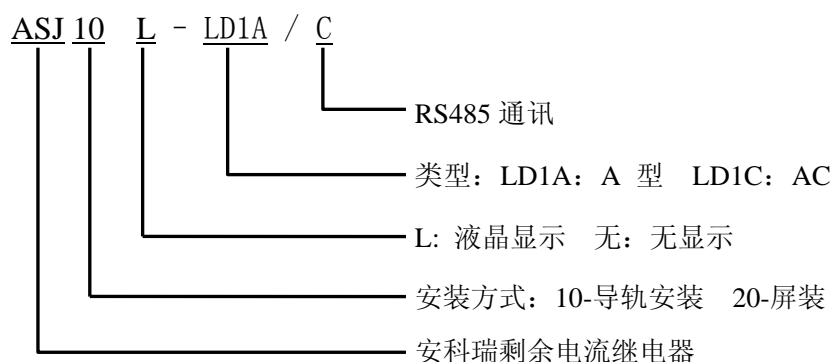 ASJ 10 L - LD1A / C
RS485 通讯
类型：LD1A：A 型 LD1C：AC
L: 液晶显示 无：无显示
安装方式：10-导轨安装 20-屏装
安科瑞剩余电流继电器